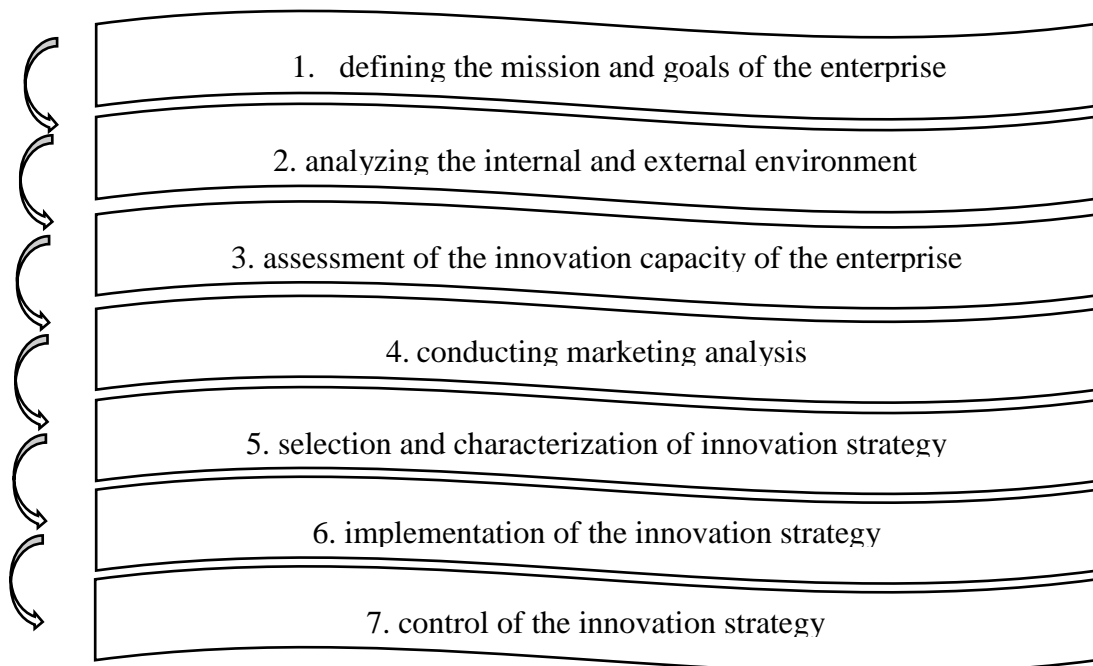 1. defining the mission and goals of the enterprise
2. analyzing the internal and external environment
3. assessment of the innovation capacity of the enterprise
4. conducting marketing analysis
5. selection and characterization of innovation strategy
6. implementation of the innovation strategy
7. control of the innovation strategy